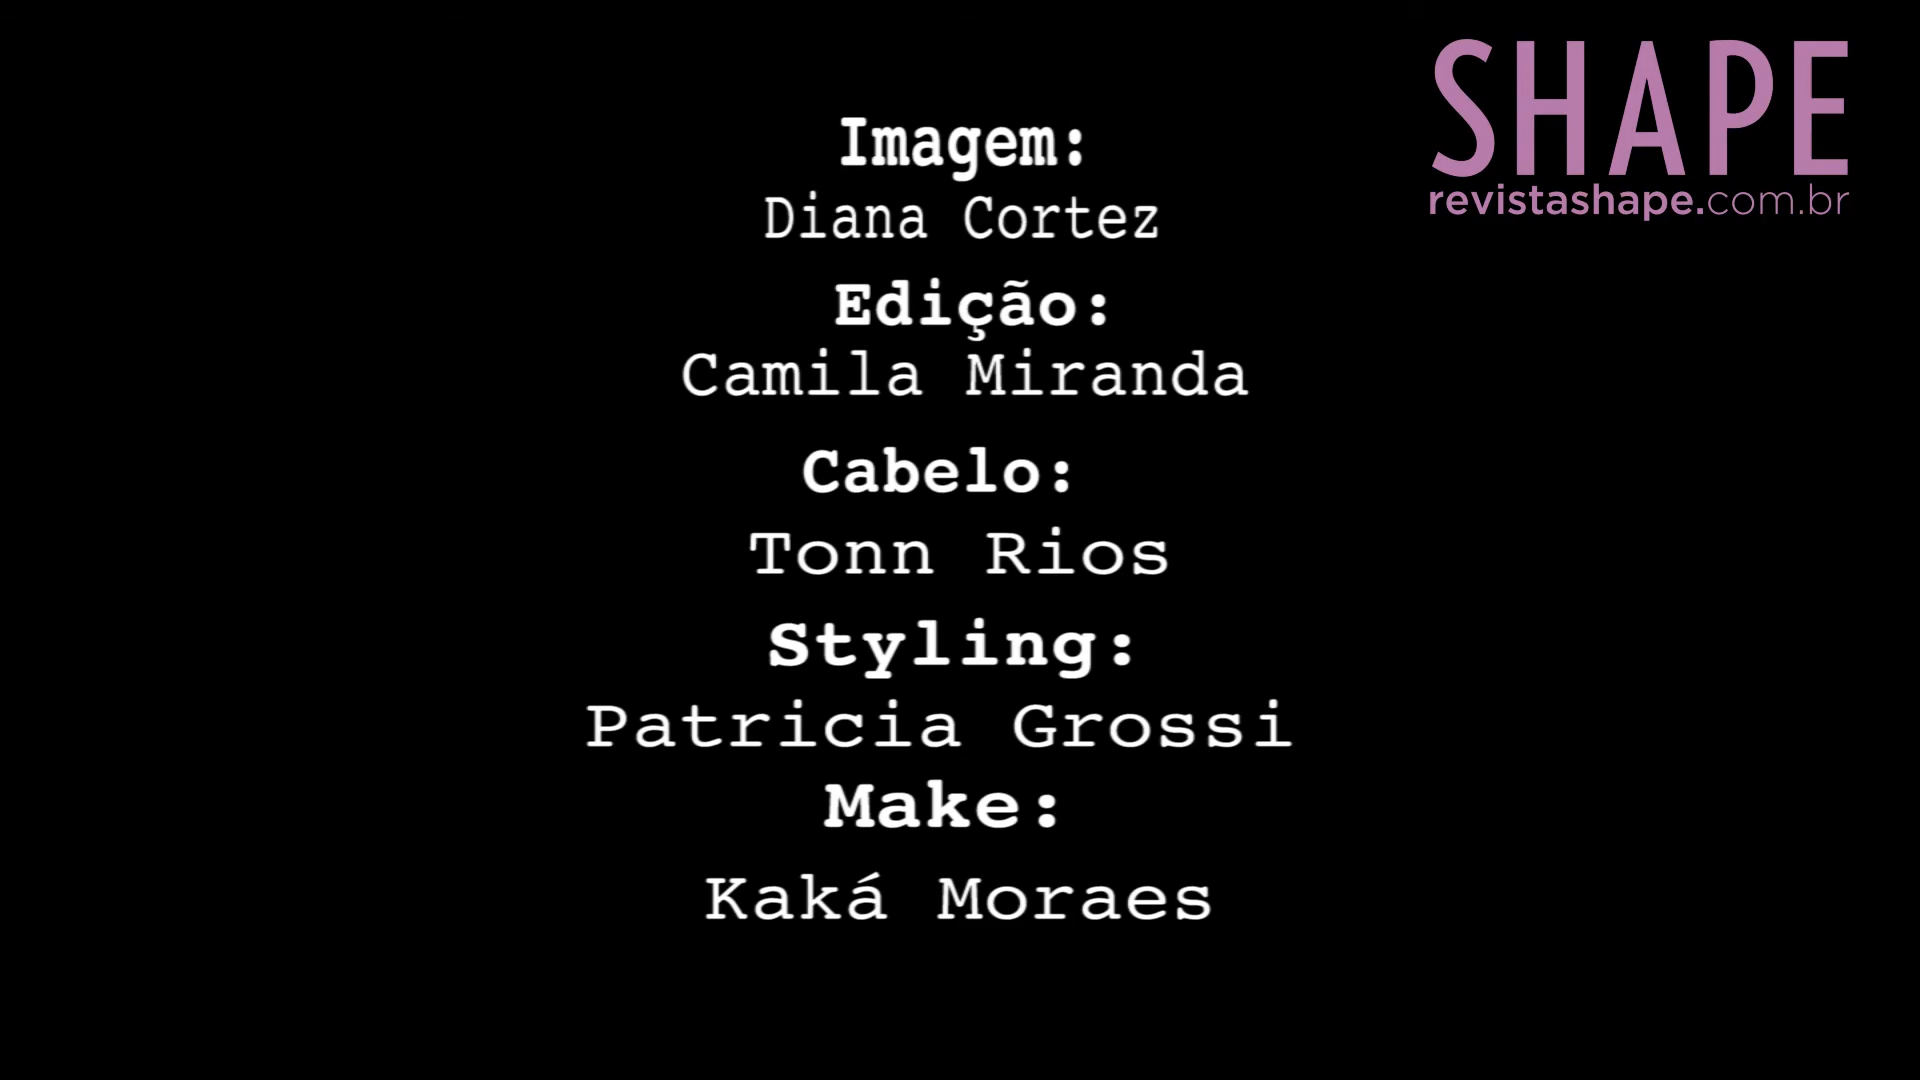 SHAPE
revistashape.com.br
Imagem:
Diana Cortez
Edição:
Camila Miranda
Cabelo:
Tonn Rios
Styling:
Patricia Grossi
Make:
Kaká Moraes